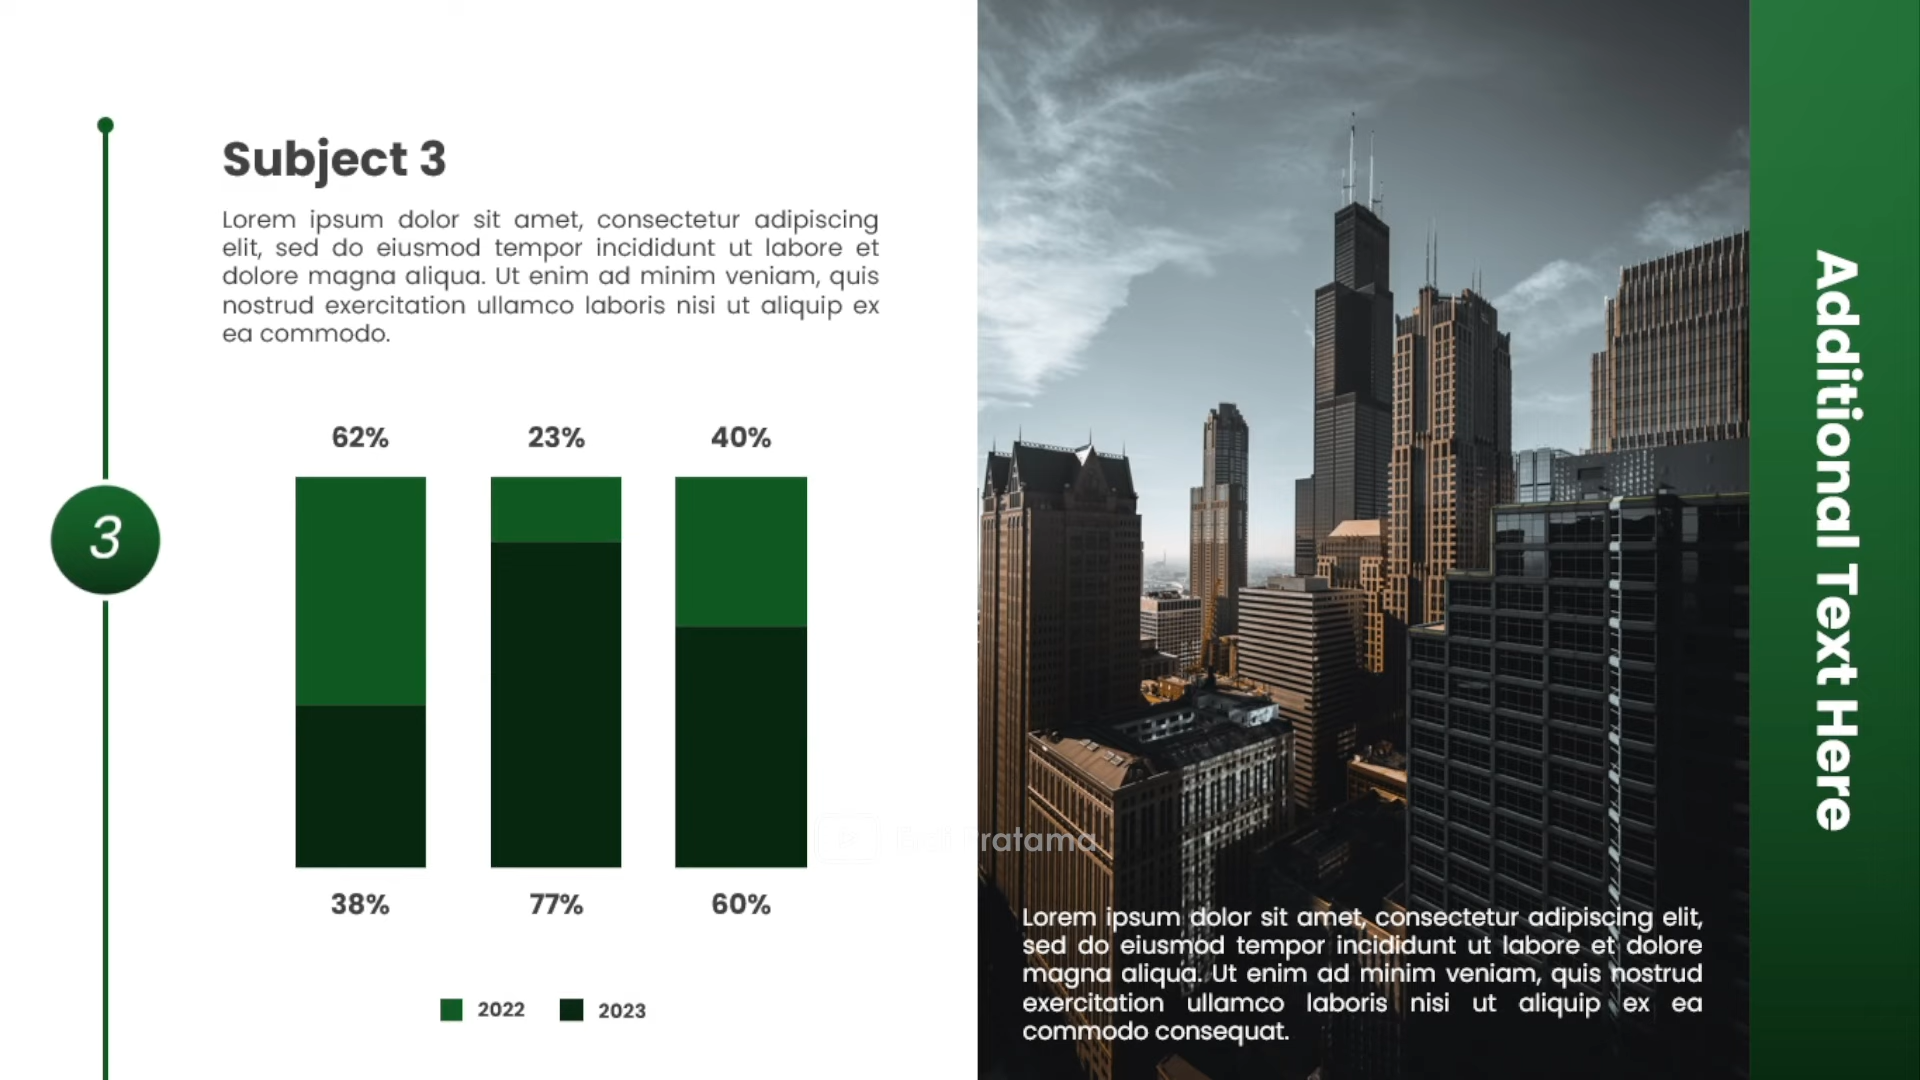 Subject 3
Lorem ipsum dolor sit amet, consectetur adipiscing
elit, sed do eiusmod tempor incididunt ut labore et
dolore magna aliqua. Ut enim ad minim veniam, quis
nostrud exercitation ullamco laboris nisi ut aliquip ex
ea commodo.
3
62% 23% 40%
38% 77% 60%
2022 2023
Pratama
Lorem ipsum dolor sit amet, consectetur adipiscing elit,
sed do eiusmod tempor incididunt ut labore et dolore
magna aliqua. Ut enim ad minim veniam, quis nostrud
exercitation ullamco laboris nisi ut aliquip ex ea
commodo consequat.
Additional Text Here